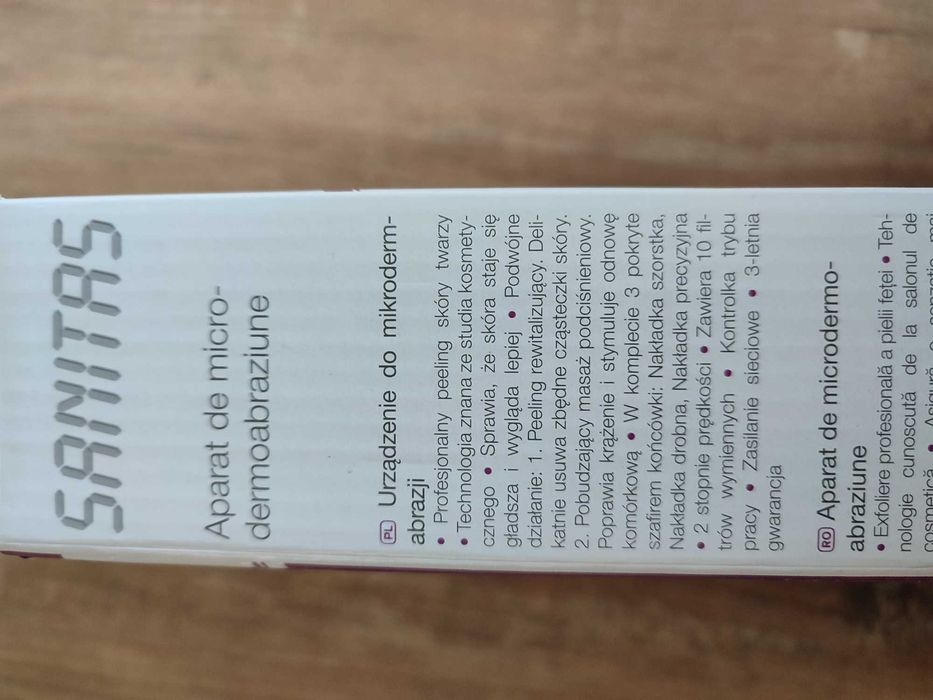 SANITAS
Aparat de micro-
dermoabraziune
PL Urządzenie do mikroderm-
abrazji
• Profesjonalny peeling skóry twarzy
• Technologia znana ze studia kosmety-
cznego • Sprawia, że skóra staje się
gładsza i wygląda lepiej • Podwójne
działanie: 1. Peeling rewitalizujący. Deli-
katnie usuwa zbędne cząsteczki skóry.
2. Pobudzający masaż podciśnieniowy.
Poprawia krążenie i stymuluje odnowę
komórkową • W komplecie 3 pokryte
szafirem końcówki: Nakładka szorstka,
Nakładka drobna, Nakładka precyzyjna
• 2 stopnie prędkości • Zawiera 10 fil-
trów wymiennych • Kontrolka trybu
pracy • Zasilanie sieciowe • 3-letnia
gwarancja
RO Aparat de microdermo-
abraziune
• Exfoliere profesională a pielii feței • Teh-
nologie cunoscută de la salonul de
cosmetică •